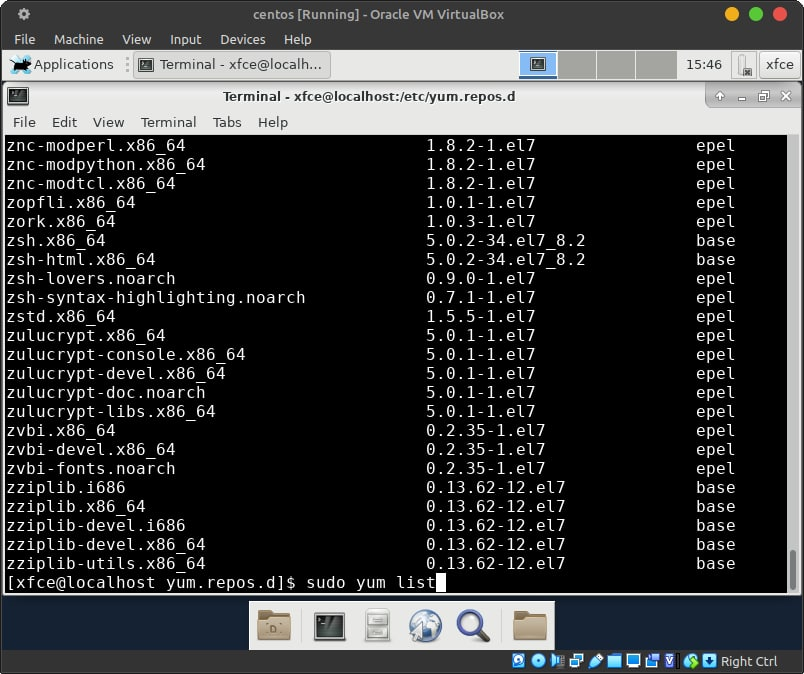 centos [Running] - Oracle VM VirtualBox
File Machine View Input Devices Help
Applications Terminal - xfce@localh... 15:46 xfce
Terminal - xfce@localhost:/etc/yum.repos.d
File Edit View Terminal Tabs Help
znc-modperl.x86_64 1.8.2-1.el7 epel
znc-modpython.x86_64 1.8.2-1.el7 epel
znc-modtcl.x86_64 1.8.2-1.el7 epel
zopfli.x86_64 1.0.1-1.el7 epel
zork.x86_64 1.0.3-1.el7 epel
zsh.x86_64 5.0.2-34.el7_8.2 base
zsh-html.x86_64 5.0.2-34.el7_8.2 base
zsh-lovers.noarch 0.9.0-1.el7 epel
zsh-syntax-highlighting.noarch 0.7.1-1.el7 epel
zstd.x86_64 1.5.5-1.el7 epel
zulucrypt.x86_64 5.0.1-1.el7 epel
zulucrypt-console.x86_64 5.0.1-1.el7 epel
zulucrypt-devel.x86_64 5.0.1-1.el7 epel
zulucrypt-doc.noarch 5.0.1-1.el7 epel
zulucrypt-libs.x86_64 5.0.1-1.el7 epel
zvbi.x86_64 0.2.35-1.el7 epel
zvbi-devel.x86_64 0.2.35-1.el7 epel
zvbi-fonts.noarch 0.2.35-1.el7 epel
zziplib.i686 0.13.62-12.el7 base
zziplib.x86_64 0.13.62-12.el7 base
zziplib-devel.i686 0.13.62-12.el7 base
zziplib-devel.x86_64 0.13.62-12.el7 base
zziplib-utils.x86_64 0.13.62-12.el7 base
[xfce@localhost yum.repos.d]$ sudo yum list
Right Ctrl